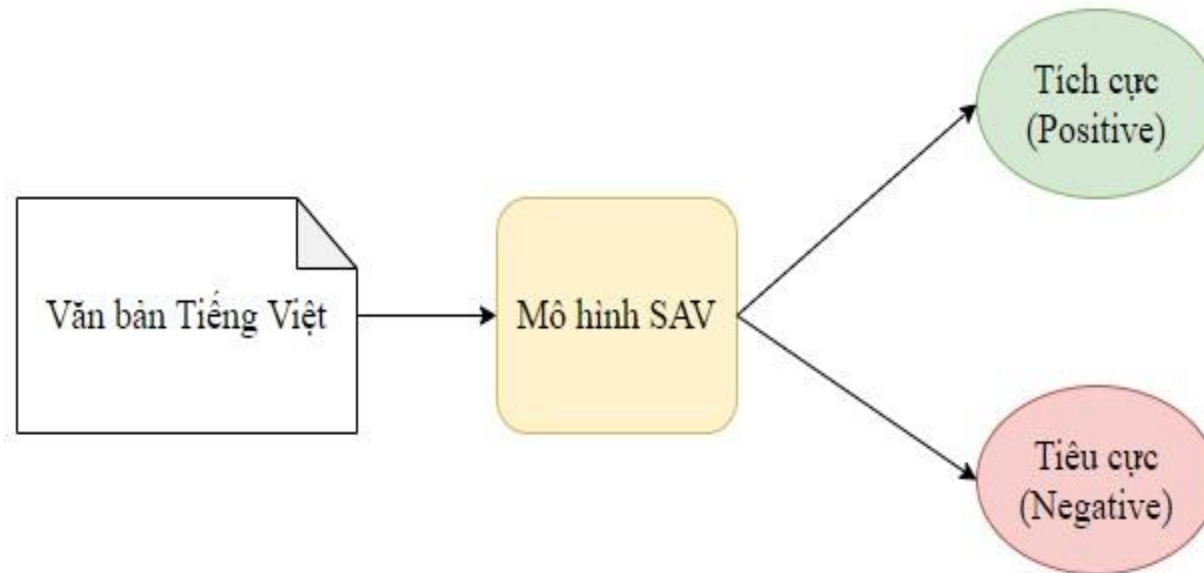 Tích cực
(Positive)
Văn bản Tiếng Việt
Mô hình SAV
Tiêu cực
(Negative)